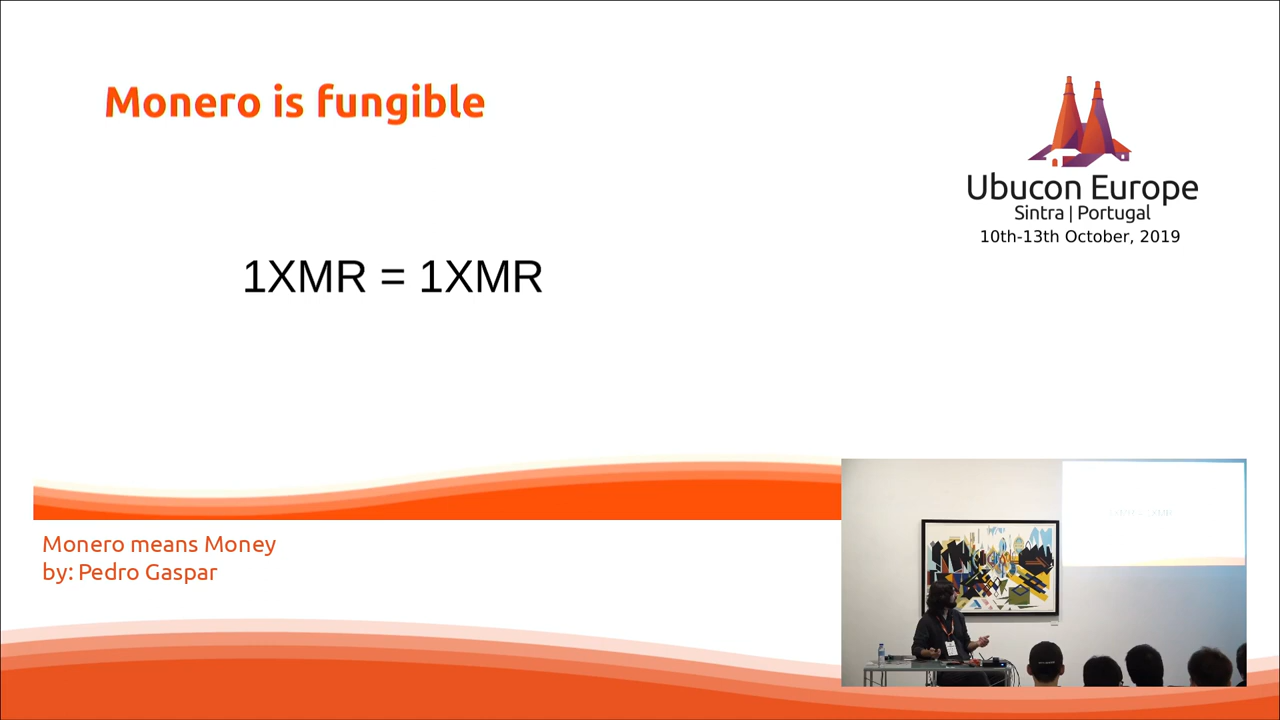 Monero is fungible
Ubucon Europe
Sintra | Portugal
10th-13th October, 2019
1XMR = 1XMR
Monero means Money
by: Pedro Gaspar